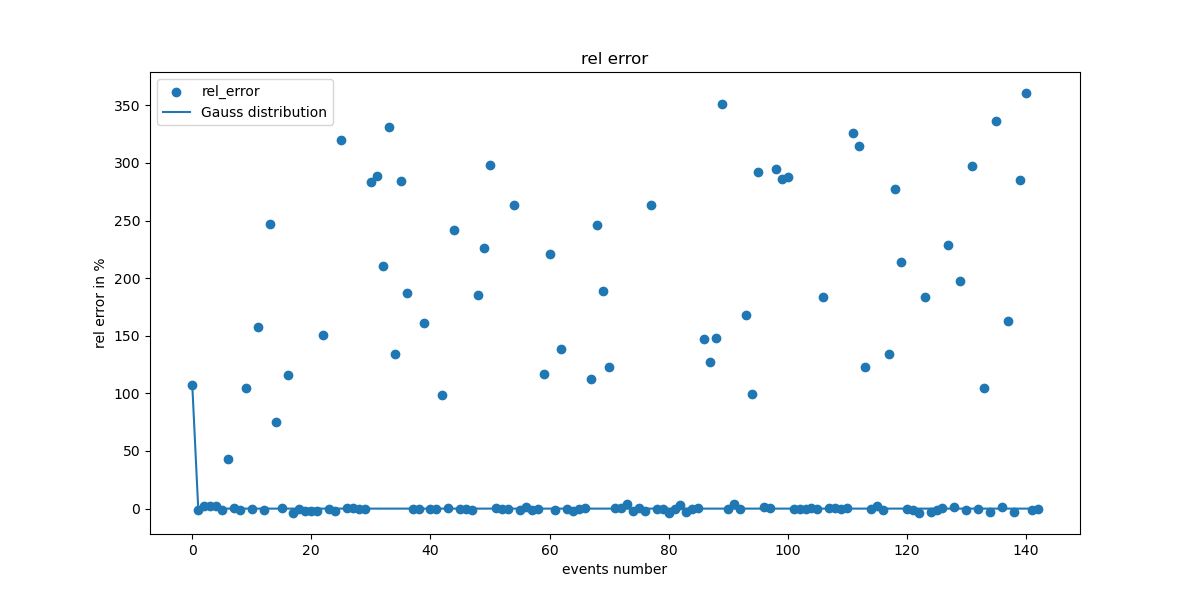 rel error
rel_error
Gauss distribution
350
300
250
200
150
100
50
0
rel error in %
0 20 40 60 80 100 120 140
events number